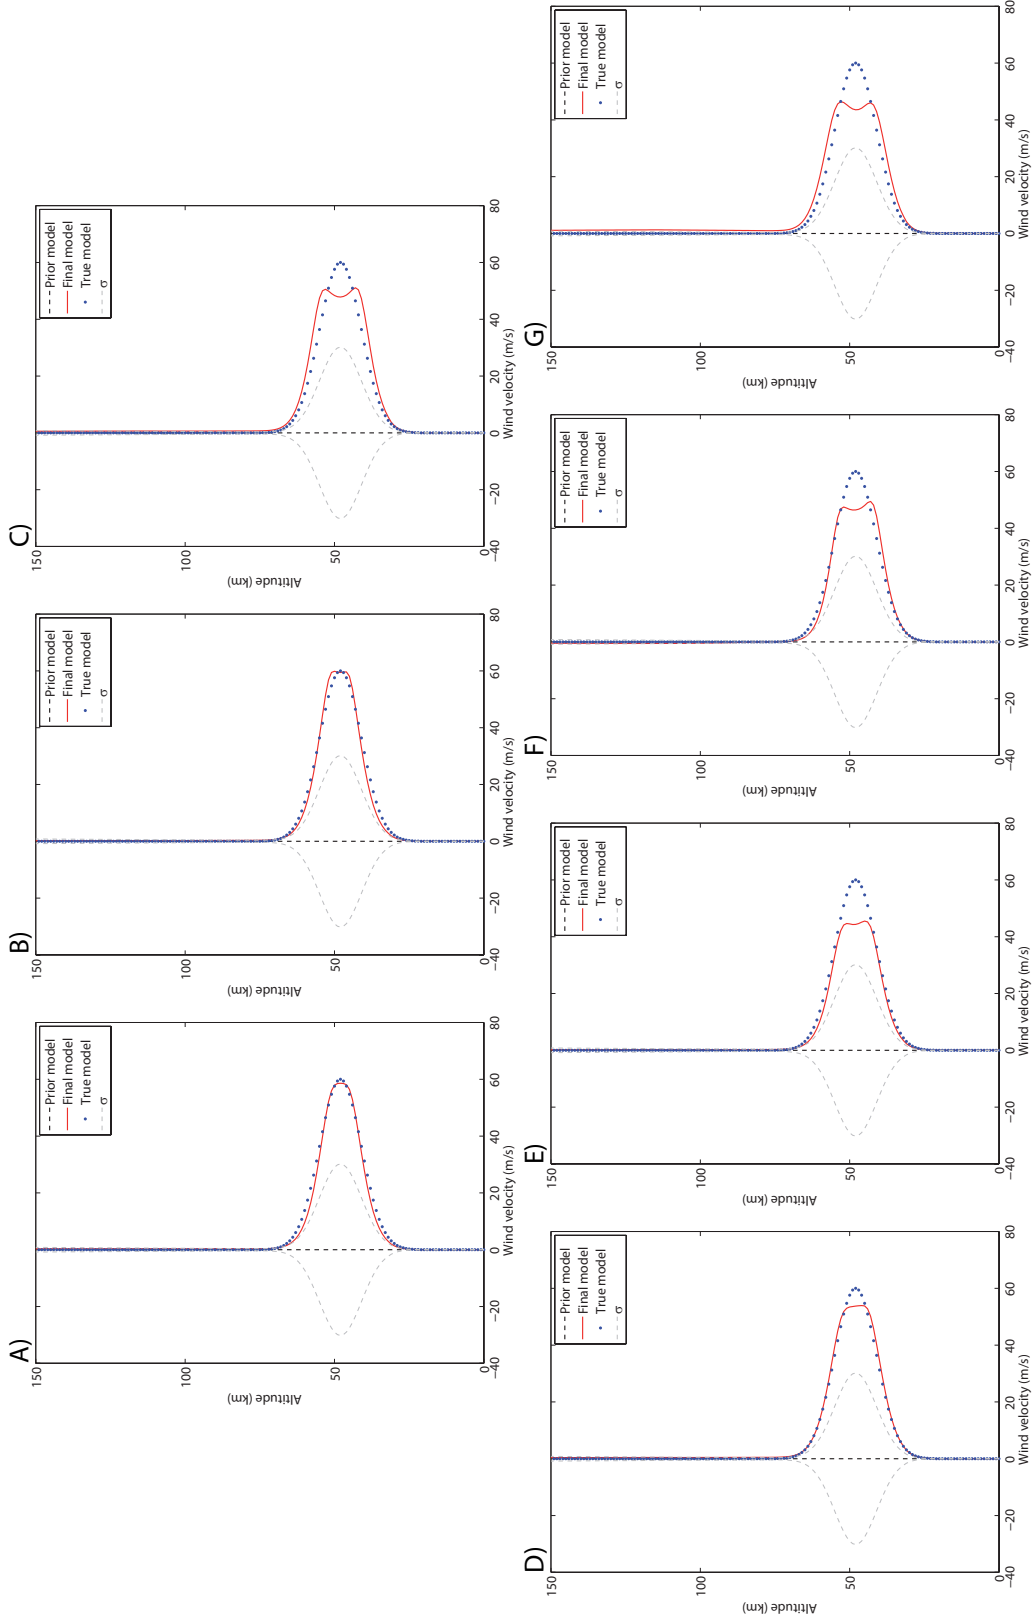 A)
150
100
50
0
Altitude (km)
−40
−20
0
20
40
60
80
Wind velocity (m/s)
Prior model
Final model
True model
σ
B)
150
100
50
0
Altitude (km)
−40
−20
0
20
40
60
80
Wind velocity (m/s)
Prior model
Final model
True model
σ
C)
150
100
50
0
Altitude (km)
−40
−20
0
20
40
60
80
Wind velocity (m/s)
Prior model
Final model
True model
σ
D)
150
100
50
0
Altitude (km)
−40
−20
0
20
40
60
80
Wind velocity (m/s)
Prior model
Final model
True model
σ
E)
150
100
50
0
Altitude (km)
−40
−20
0
20
40
60
80
Wind velocity (m/s)
Prior model
Final model
True model
σ
F)
150
100
50
0
Altitude (km)
−40
−20
0
20
40
60
80
Wind velocity (m/s)
Prior model
Final model
True model
σ
G)
150
100
50
0
Altitude (km)
−40
−20
0
20
40
60
80
Wind velocity (m/s)
Prior model
Final model
True model
σ